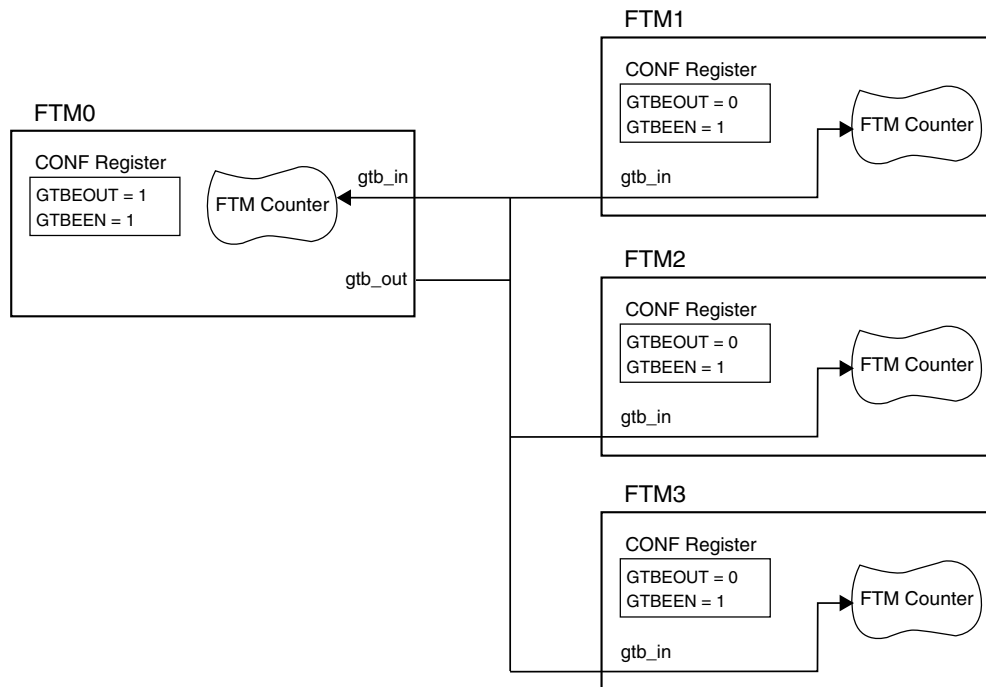 FTM0
CONF Register
GTBEOUT = 1
GTBEEN = 1
FTM Counter
gtb_in
gtb_out
FTM1
CONF Register
GTBEOUT = 0
GTBEEN = 1
FTM Counter
gtb_in
FTM2
CONF Register
GTBEOUT = 0
GTBEEN = 1
FTM Counter
gtb_in
FTM3
CONF Register
GTBEOUT = 0
GTBEEN = 1
FTM Counter
gtb_in